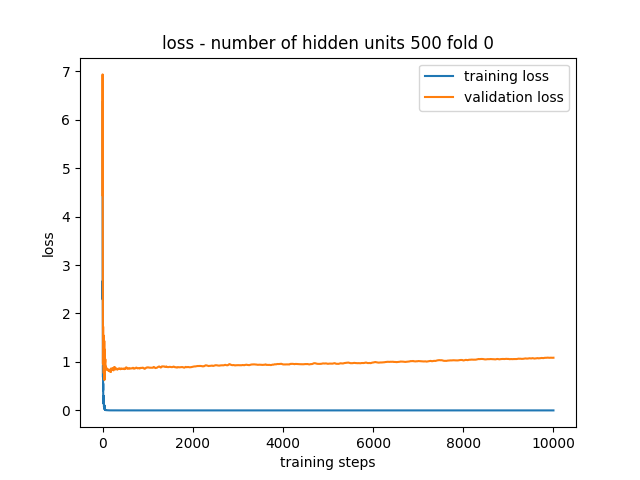 loss - number of hidden units 500 fold 0
training loss
validation loss
7
6
5
4
3
2
1
0
loss
0 2000 4000 6000 8000 10000
training steps